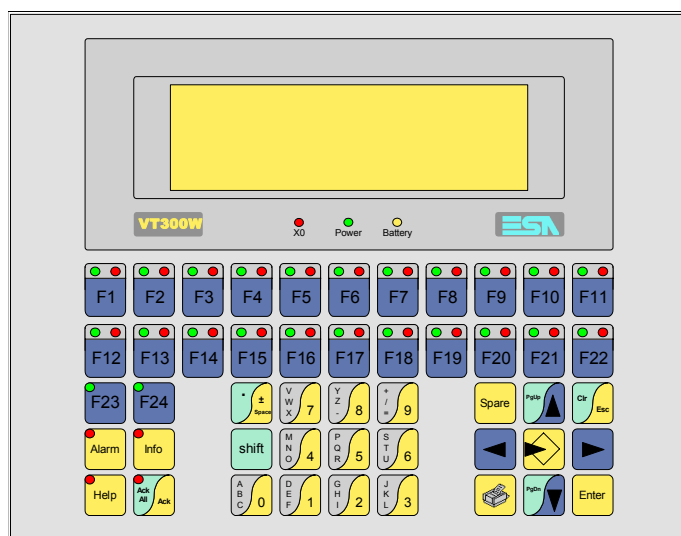 VT300W
X0 Power Battery
ESA
F1 F2 F3 F4 F5 F6 F7 F8 F9 F10 F11
F12 F13 F14 F15 F16 F17 F18 F19 F20 F21 F22
F23 F24
. ± Space
V W X 7
Y Z - 8
+ / = 9
Spare
PgUp
Clr Esc
Alarm Info
shift
M N O 4
P Q R 5
S T U 6
Help
Ack All Ack
A B C 0
D E F 1
G H I 2
J K L 3
PgDn
Enter